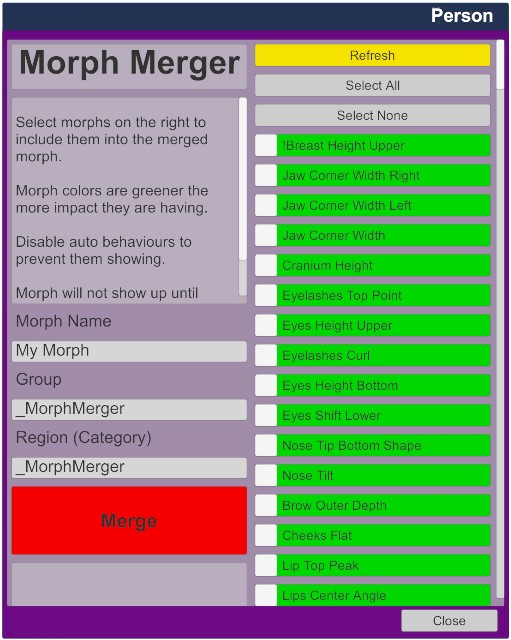 Person
Morph Merger
Select morphs on the right to
include them into the merged
morph.
Morph colors are greener the
more impact they are having.
Disable auto behaviours to
prevent them showing.
Morph will not show up until
Morph Name
My Morph
Group
_MorphMerger
Region (Category)
_MorphMerger
Merge
Refresh
Select All
Select None
!Breast Height Upper
Jaw Corner Width Right
Jaw Corner Width Left
Jaw Corner Width
Cranium Height
Eyelashes Top Point
Eyes Height Upper
Eyelashes Curl
Eyes Height Bottom
Eyes Shift Lower
Nose Tip Bottom Shape
Nose Tilt
Brow Outer Depth
Cheeks Flat
Lip Top Peak
Lips Center Angle
Close